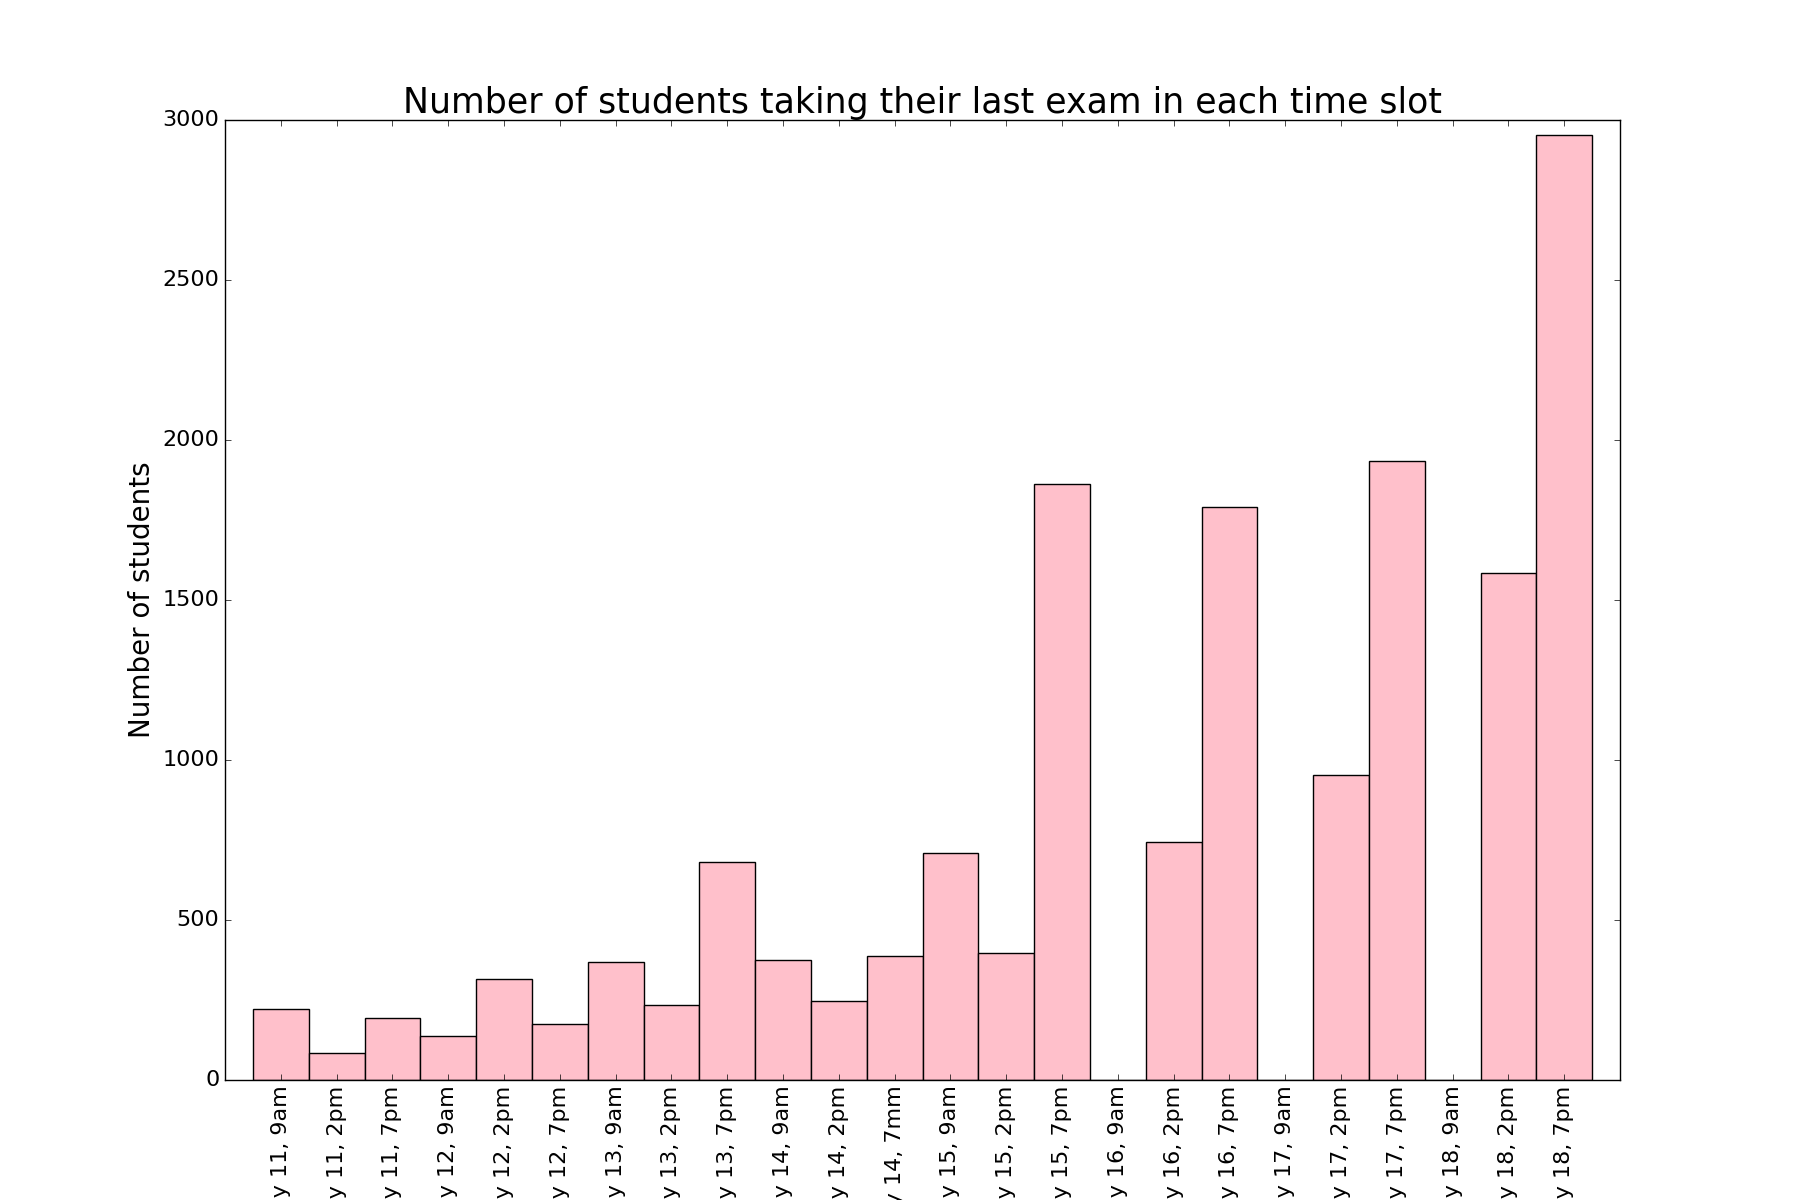 Number of students taking their last exam in each time slot
Number of students
3000
2500
2000
1500
1000
500
0
y 11, 9am
y 11, 2pm
y 11, 7pm
y 12, 9am
y 12, 2pm
y 12, 7pm
y 13, 9am
y 13, 2pm
y 13, 7pm
y 14, 9am
y 14, 2pm
y 14, 7mm
y 15, 9am
y 15, 2pm
y 15, 7pm
y 16, 9am
y 16, 2pm
y 16, 7pm
y 17, 9am
y 17, 2pm
y 17, 7pm
y 18, 9am
y 18, 2pm
y 18, 7pm